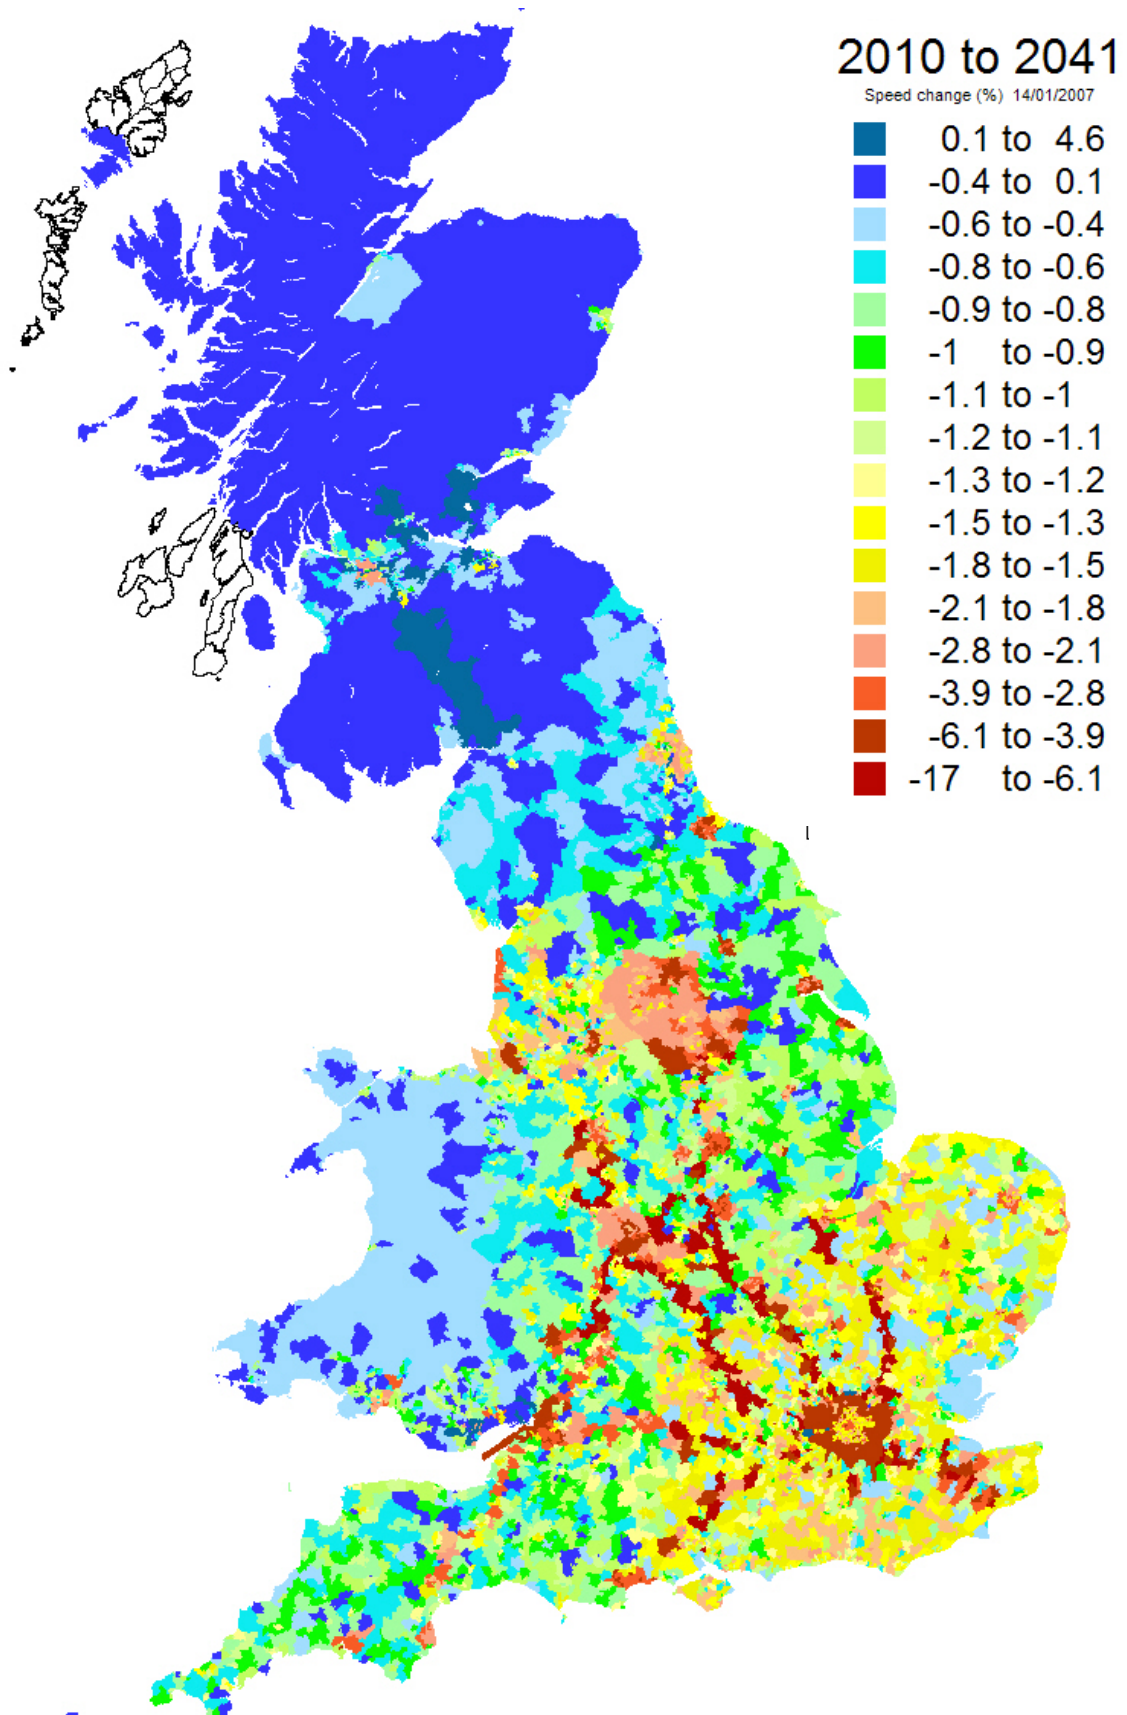 2010 to 2041
Speed change (%) 14/01/2007
0.1 to 4.6
-0.4 to 0.1
-0.6 to -0.4
-0.8 to -0.6
-0.9 to -0.8
-1 to -0.9
-1.1 to -1
-1.2 to -1.1
-1.3 to -1.2
-1.5 to -1.3
-1.8 to -1.5
-2.1 to -1.8
-2.8 to -2.1
-3.9 to -2.8
-6.1 to -3.9
-17 to -6.1